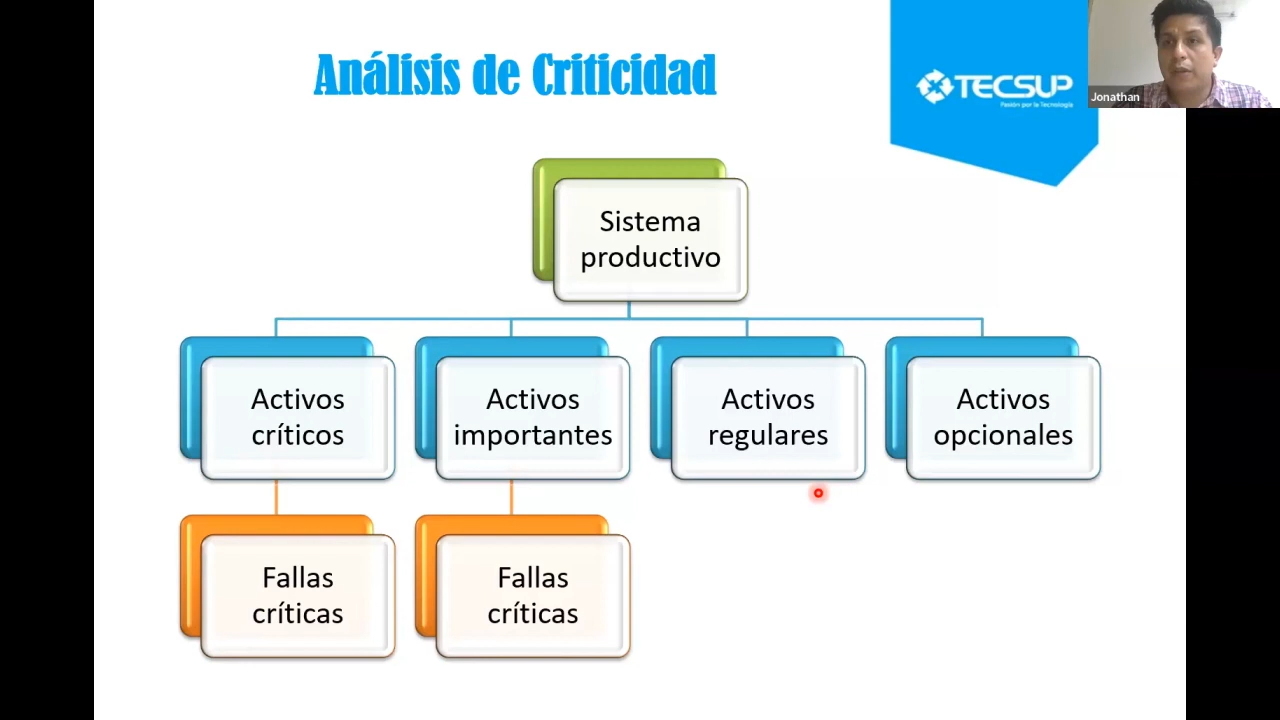 Análisis de Criticidad
TECSUP
Pasión por la Tecnología
Jonathan
Sistema
productivo
Activos
críticos
Activos
importantes
Activos
regulares
Activos
opcionales
Fallas
críticas
Fallas
críticas